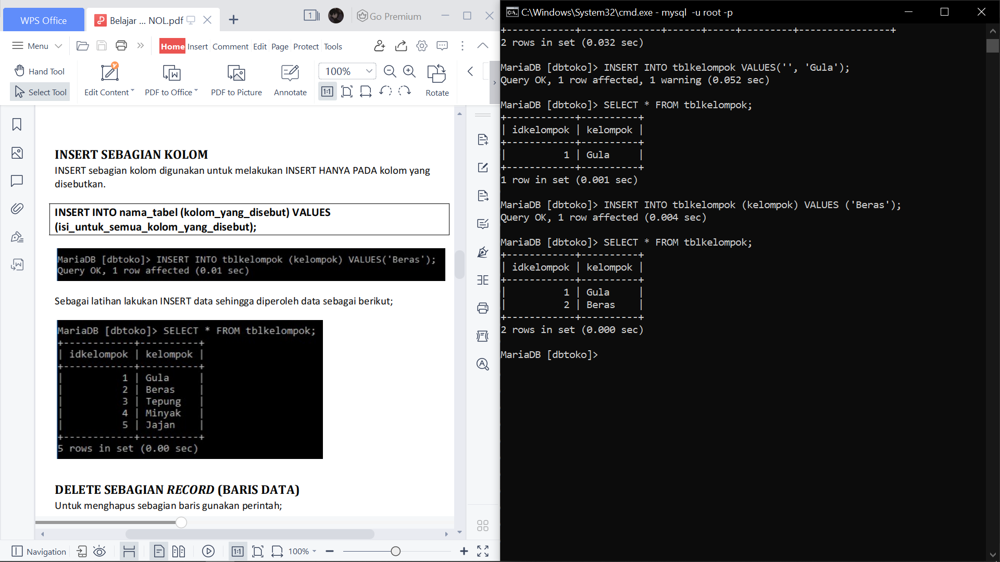 WPS Office
Belajar ... NOL.pdf
1
Go Premium
Menu
Home Insert Comment Edit Page Protect Tools
Hand Tool
Select Tool
Edit Content
PDF to Office
PDF to Picture
Annotate
100%
1:1
Rotate
INSERT SEBAGIAN KOLOM
INSERT sebagian kolom digunakan untuk melakukan INSERT HANYA PADA kolom yang
disebutkan.
INSERT INTO nama_tabel (kolom_yang_disebut) VALUES
(isi_untuk_semua_kolom_yang_disebut);
MariaDB [dbtoko]> INSERT INTO tblkelompok (kelompok) VALUES('Beras');
Query OK, 1 row affected (0.01 sec)
Sebagai latihan lakukan INSERT data sehingga diperoleh data sebagai berikut;
MariaDB [dbtoko]> SELECT * FROM tblkelompok;
+------------+----------+
| idkelompok | kelompok |
+------------+----------+
|          1 | Gula     |
|          2 | Beras    |
|          3 | Tepung   |
|          4 | Minyak   |
|          5 | Jajan    |
+------------+----------+
5 rows in set (0.00 sec)
DELETE SEBAGIAN RECORD (BARIS DATA)
Untuk menghapus sebagian baris gunakan perintah;
Navigation
1:1
100%
C:\Windows\System32\cmd.exe - mysql  -u root -p
+------------+--------------+------+-----+---------+----------------+
2 rows in set (0.032 sec)
MariaDB [dbtoko]> INSERT INTO tblkelompok VALUES('', 'Gula');
Query OK, 1 row affected, 1 warning (0.052 sec)
MariaDB [dbtoko]> SELECT * FROM tblkelompok;
+------------+----------+
| idkelompok | kelompok |
+------------+----------+
|          1 | Gula     |
+------------+----------+
1 row in set (0.001 sec)
MariaDB [dbtoko]> INSERT INTO tblkelompok (kelompok) VALUES ('Beras');
Query OK, 1 row affected (0.004 sec)
MariaDB [dbtoko]> SELECT * FROM tblkelompok;
+------------+----------+
| idkelompok | kelompok |
+------------+----------+
|          1 | Gula     |
|          2 | Beras    |
+------------+----------+
2 rows in set (0.000 sec)
MariaDB [dbtoko]>